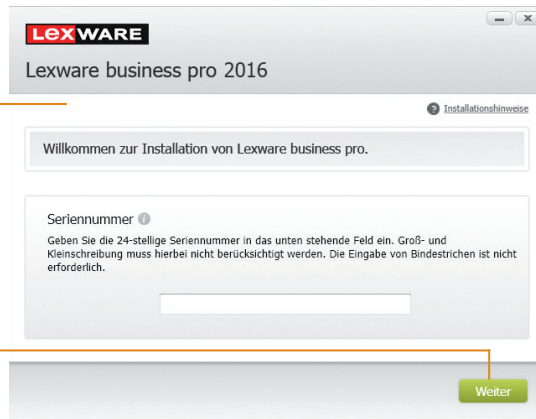 LEXWARE
Lexware business pro 2016
Installationshinweise
Willkommen zur Installation von Lexware business pro.
Seriennummer
Geben Sie die 24-stellige Seriennummer in das unten stehende Feld ein. Groß- und
Kleinschreibung muss hierbei nicht berücksichtigt werden. Die Eingabe von Bindestrichen ist nicht
erforderlich.
Weiter